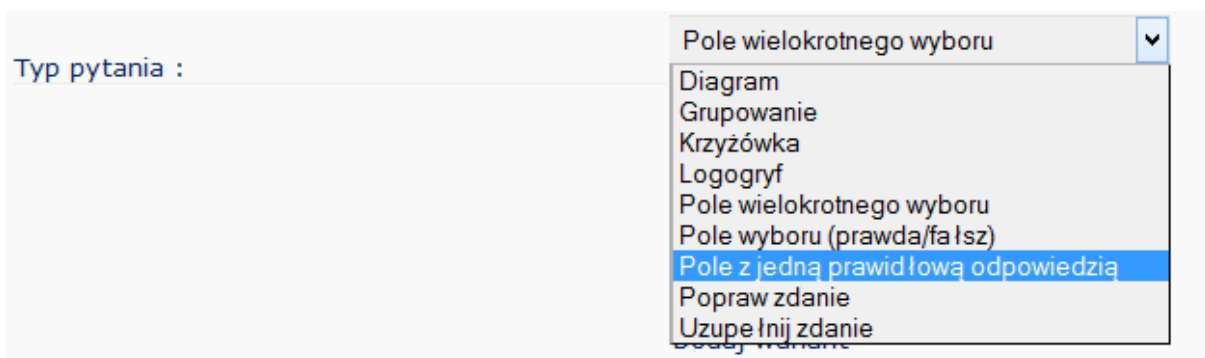 Pole wielokrotnego wyboru
Typ pytania :
Diagram
Grupowanie
Krzyżówka
Logogryf
Pole wielokrotnego wyboru
Pole wyboru (prawda/fałsz)
Pole z jedną prawidłową odpowiedzią
Popraw zdanie
Uzupełnij zdanie